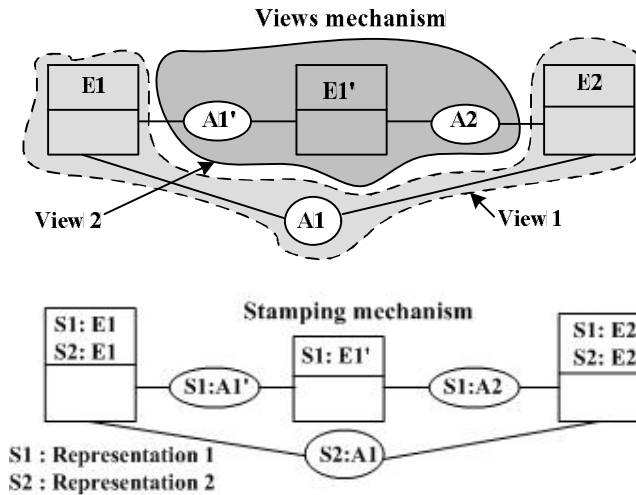 Views mechanism
E1
E1'
E2
A1'
A2
View 2
A1
View 1
Stamping mechanism
S1: E1
S2: E1
S1: E1'
S1: E2
S2: E2
S1:A1'
S1:A2
S2:A1
S1 : Representation 1
S2 : Representation 2